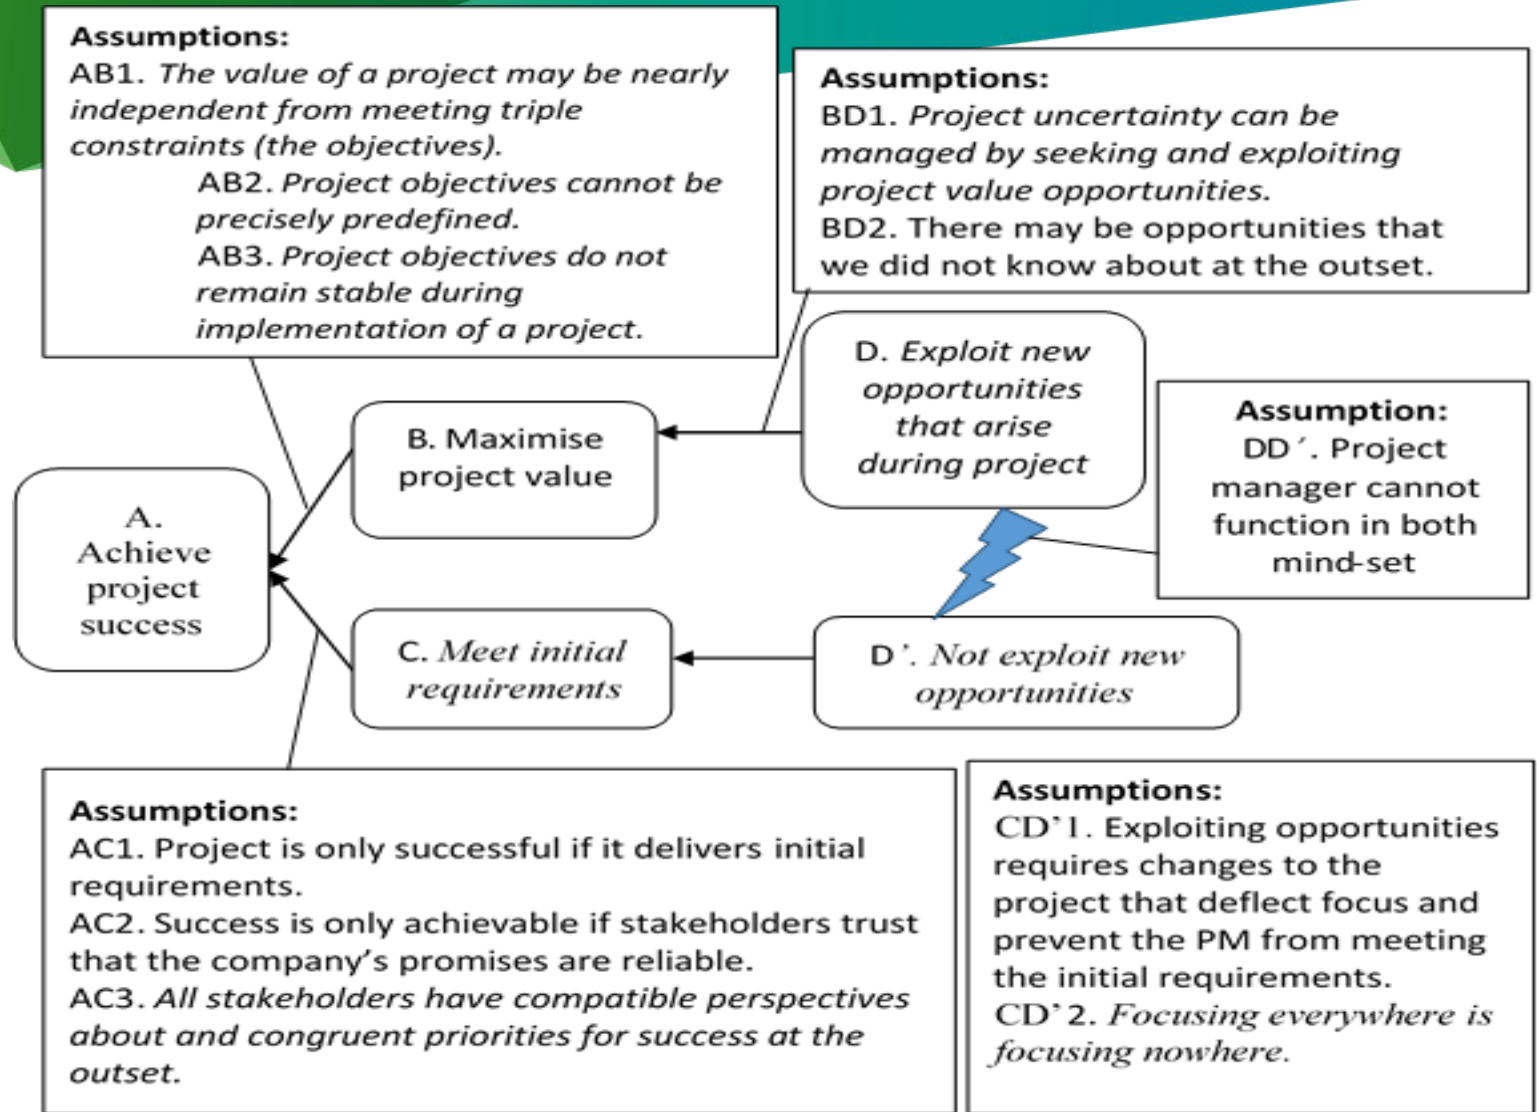 Assumptions:
AB1. The value of a project may be nearly
independent from meeting triple
constraints (the objectives).
AB2. Project objectives cannot be
precisely predefined.
AB3. Project objectives do not
remain stable during
implementation of a project.
Assumptions:
BD1. Project uncertainty can be
managed by seeking and exploiting
project value opportunities.
BD2. There may be opportunities that
we did not know about at the outset.
D. Exploit new
opportunities
that arise
during project
Assumption:
DD´. Project
manager cannot
function in both
mind-set
B. Maximise
project value
A.
Achieve
project
success
C. Meet initial
requirements
D´. Not exploit new
opportunities
Assumptions:
AC1. Project is only successful if it delivers initial
requirements.
AC2. Success is only achievable if stakeholders trust
that the company’s promises are reliable.
AC3. All stakeholders have compatible perspectives
about and congruent priorities for success at the
outset.
Assumptions:
CD’1. Exploiting opportunities
requires changes to the
project that deflect focus and
prevent the PM from meeting
the initial requirements.
CD’2. Focusing everywhere is
focusing nowhere.